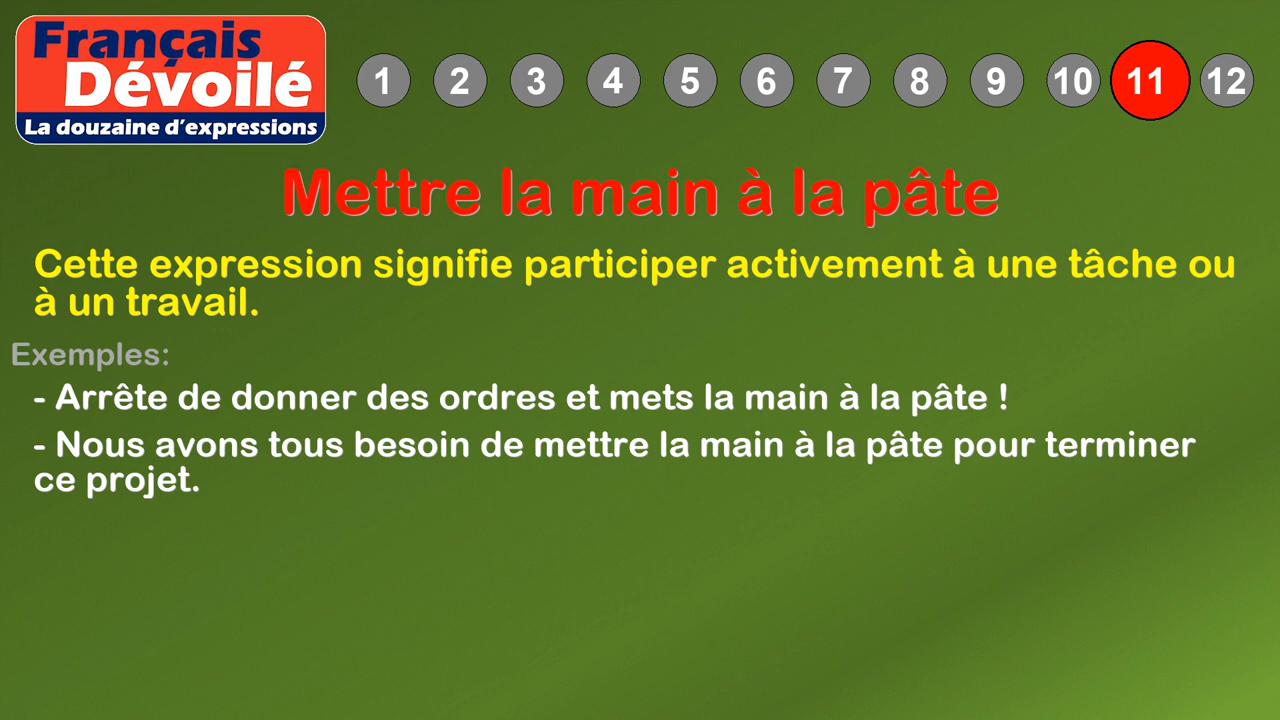 Français
Dévoilé
La douzaine d'expressions
1 2 3 4 5 6 7 8 9 10 11 12
Mettre la main à la pâte
Cette expression signifie participer activement à une tâche ou
à un travail.
Exemples:
- Arrête de donner des ordres et mets la main à la pâte !
- Nous avons tous besoin de mettre la main à la pâte pour terminer
ce projet.